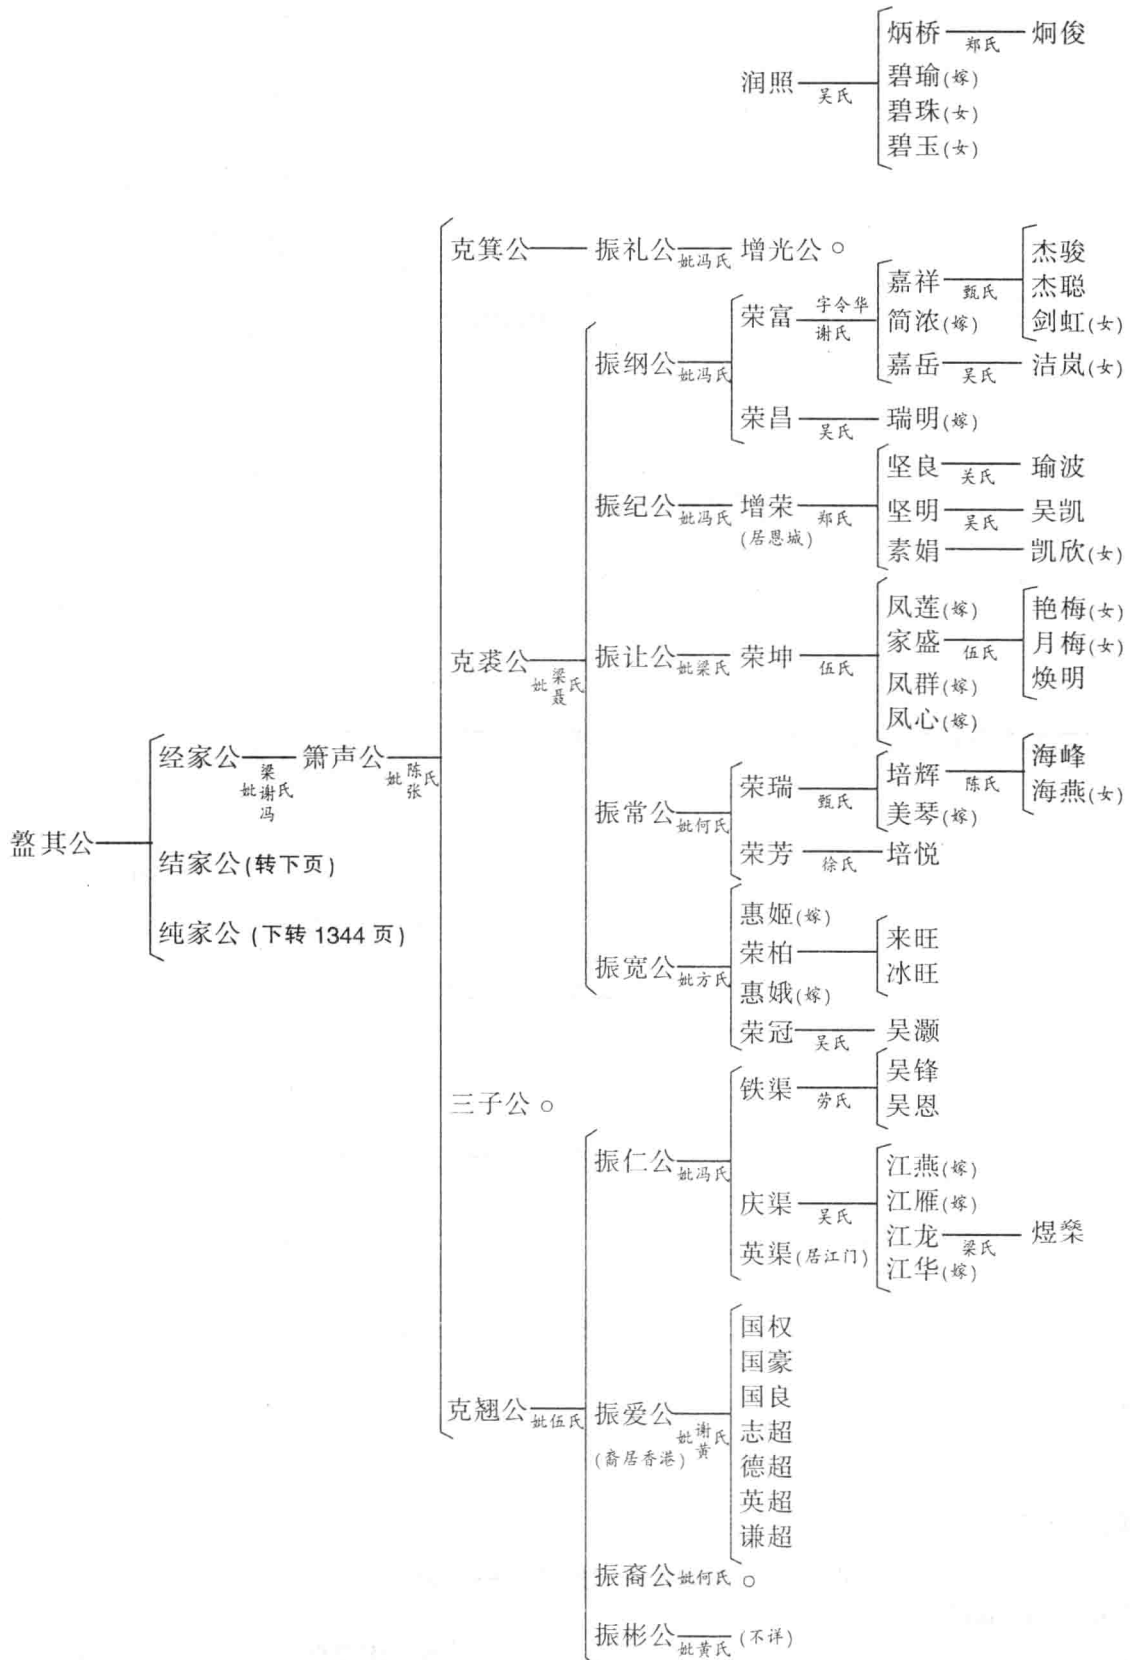 炳桥 郑氏 炯俊
润照 吴氏
碧瑜(嫁)
碧珠(女)
碧玉(女)
克箕公 振礼公 妣冯氏 增光公 ○
杰骏
嘉祥 甄氏 杰聪
荣富 字令华 谢氏 简浓(嫁) 剑虹(女)
振纲公 妣冯氏 嘉岳 吴氏 洁岚(女)
荣昌 吴氏 瑞明(嫁)
坚良 关氏 瑜波
振纪公 妣冯氏 增荣 郑氏 坚明 吴氏 吴凯
(居恩城)
素娟 凯欣(女)
凤莲(嫁) 艳梅(女)
克裘公 妣梁聂氏 振让公 妣梁氏 荣坤 伍氏 家盛 伍氏 月梅(女)
凤群(嫁) 焕明
凤心(嫁)
经家公 妣梁谢冯氏 箫声公 妣陈张氏
海峰
荣瑞 甄氏 培辉 陈氏 海燕(女)
振常公 妣何氏 美琴(嫁)
其公
结家公(转下页)
荣芳 徐氏 培悦
惠姬(嫁)
纯家公(下转1344页)
荣柏 来旺
振宽公 妣方氏 冰旺
惠娥(嫁)
荣冠 吴氏 吴灏
吴锋
三子公 ○ 铁渠 劳氏 吴恩
振仁公 妣冯氏 江燕(嫁)
庆渠 吴氏 江雁(嫁)
英渠(居江门) 江龙 梁氏 煜燊
江华(嫁)
国权
国豪
国良
克翘公 妣伍氏 振爱公 妣谢黄氏 志超
(裔居香港) 德超
英超
谦超
振裔公 妣何氏 ○
振彬公 妣黄氏 (不详)